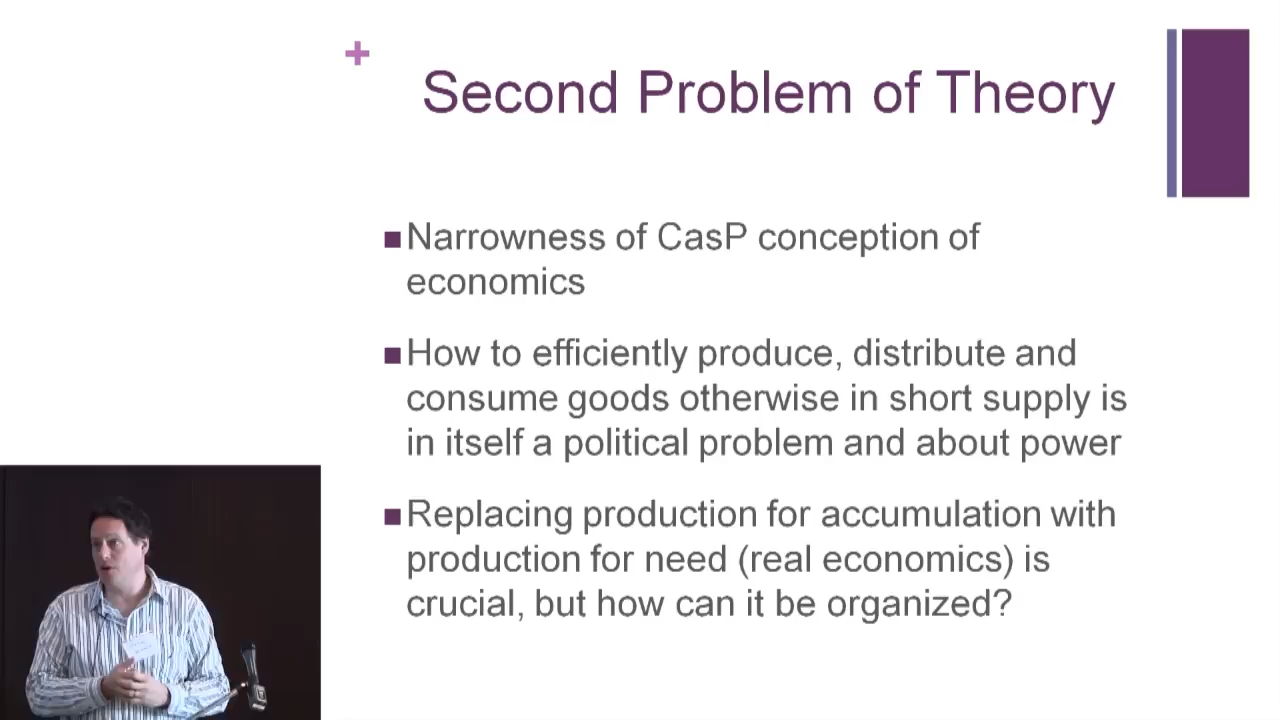 +
Second Problem of Theory
Narrowness of CasP conception of
economics
How to efficiently produce, distribute and
consume goods otherwise in short supply is
in itself a political problem and about power
Replacing production for accumulation with
production for need (real economics) is
crucial, but how can it be organized?